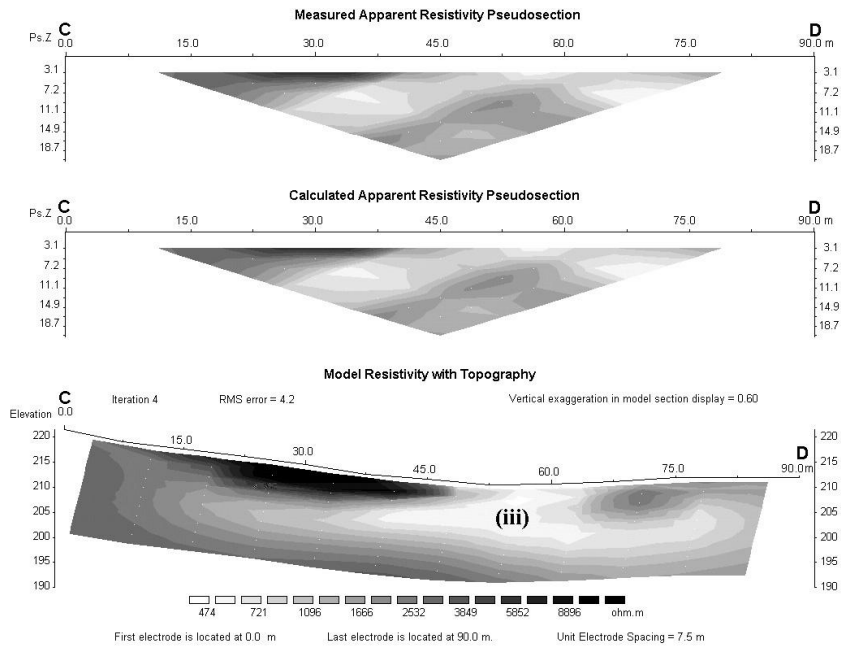 Measured Apparent Resistivity Pseudosection
C D
Ps.Z 0.0 15.0 30.0 45.0 60.0 75.0 90.0 m
3.1 3.1
7.2 7.2
11.1 11.1
14.9 14.9
18.7 18.7
Calculated Apparent Resistivity Pseudosection
C D
Ps.Z 0.0 15.0 30.0 45.0 60.0 75.0 90.0 m
3.1 3.1
7.2 7.2
11.1 11.1
14.9 14.9
18.7 18.7
Model Resistivity with Topography
C Iteration 4 RMS error = 4.2 Vertical exaggeration in model section display = 0.60
Elevation 0.0
D
15.0 30.0 45.0 60.0 75.0 90.0 m
220 220
215 215
210 210
205 205
(iii)
200 200
195 195
190 190
474 721 1096 1666 2532 3849 5852 8896 ohm.m
First electrode is located at 0.0 m Last electrode is located at 90.0 m. Unit Electrode Spacing = 7.5 m